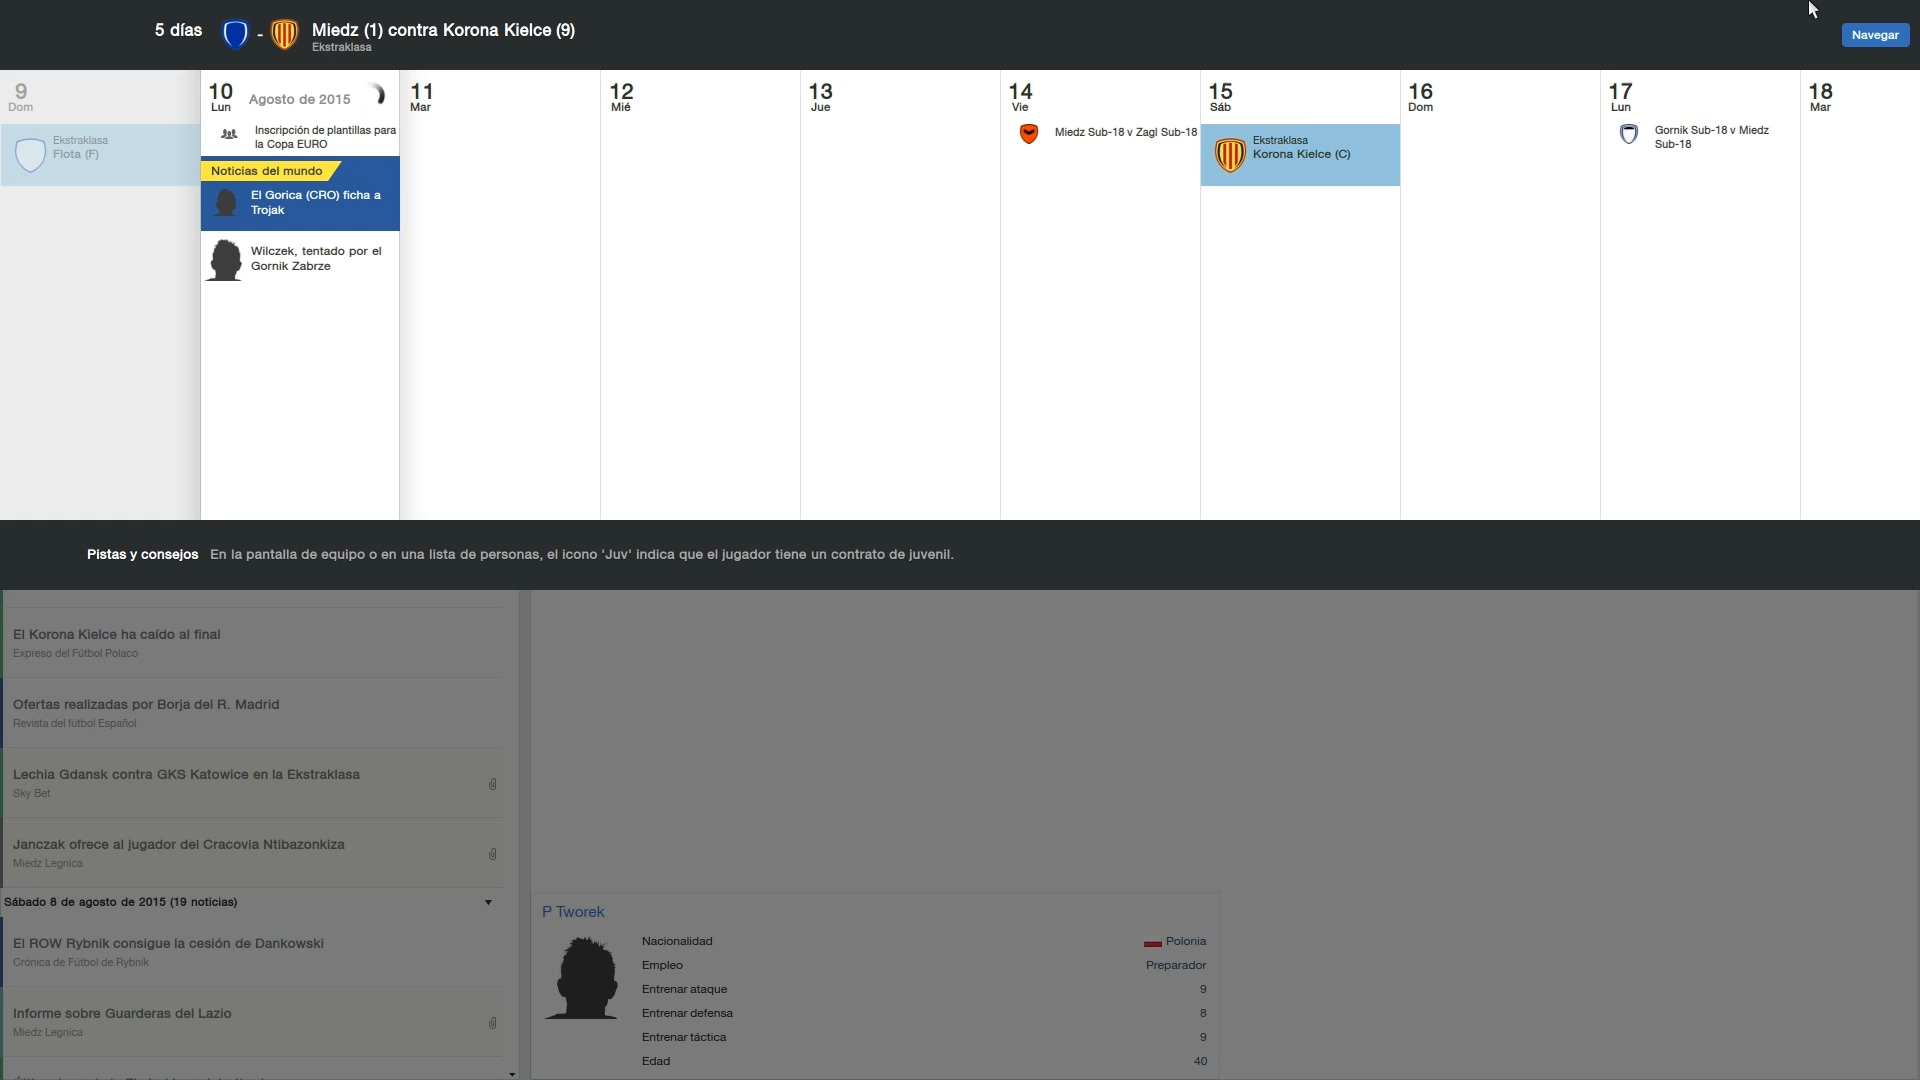 5 días
-
Miedz (1) contra Korona Kielce (9)
Ekstraklasa
Navegar
9
Dom
Ekstraklasa
Flota (F)
10
Lun
Agosto de 2015
Inscripción de plantillas para
la Copa EURO
Noticias del mundo
El Gorica (CRO) ficha a
Trojak
Wilczek, tentado por el
Gornik Zabrze
11
Mar
12
Mié
13
Jue
14
Vie
Miedz Sub-18 v Zagl Sub-18
15
Sáb
Ekstraklasa
Korona Kielce (C)
16
Dom
17
Lun
Gornik Sub-18 v Miedz
Sub-18
18
Mar
Pistas y consejos En la pantalla de equipo o en una lista de personas, el icono 'Juv' indica que el jugador tiene un contrato de juvenil.
El Korona Kielce ha caído al final
Expreso del Fútbol Polaco
Ofertas realizadas por Borja del R. Madrid
Revista del fútbol Español
Lechia Gdansk contra GKS Katowice en la Ekstraklasa
Sky Bet
Janczak ofrece al jugador del Cracovia Ntibazonkiza
Miedz Legnica
Sábado 8 de agosto de 2015 (19 noticias)
El ROW Rybnik consigue la cesión de Dankowski
Crónica de Fútbol de Rybnik
Informe sobre Guarderas del Lazio
Miedz Legnica
P Tworek
Nacionalidad Polonia
Empleo Preparador
Entrenar ataque 9
Entrenar defensa 8
Entrenar táctica 9
Edad 40